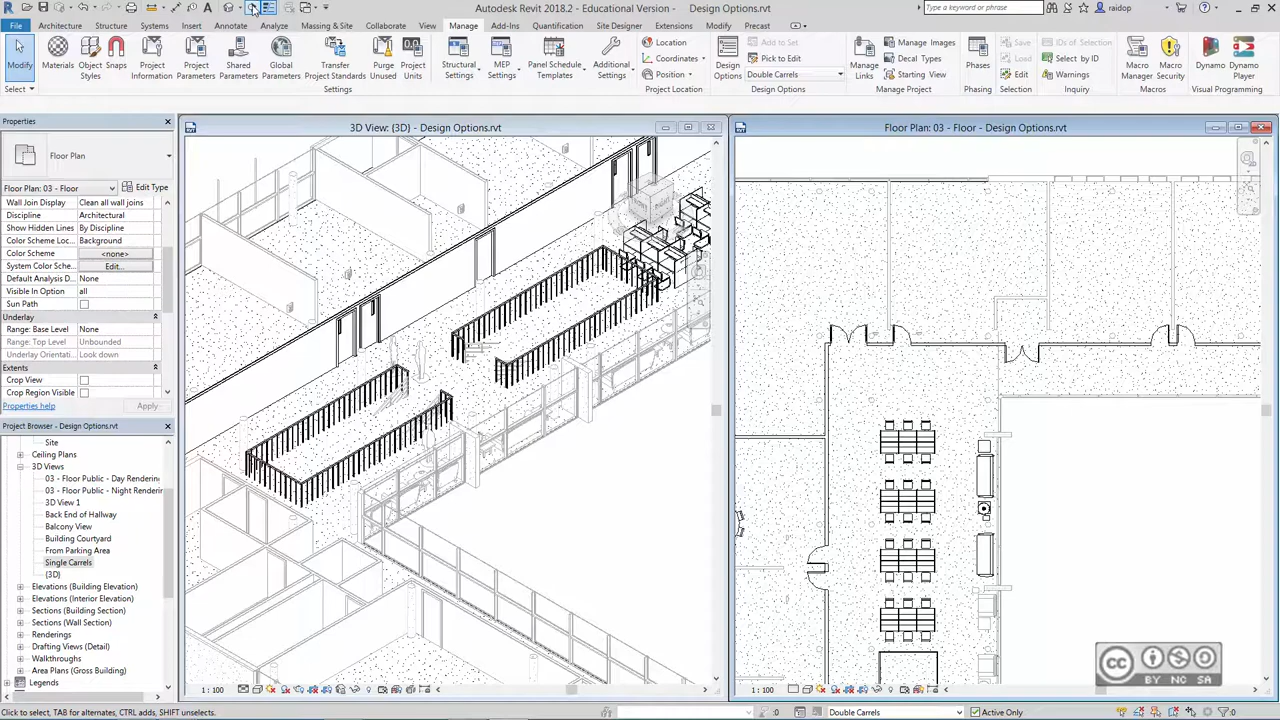 Autodesk Revit 2018.2 - Educational Version - Design Options.rvt
Type a keyword or phrase
raidop
File Architecture Structure Systems Insert Annotate Analyze Massing & Site Collaborate View Manage Add-Ins Quantification Site Designer Extensions Modify Precast
Modify
Materials
Object Styles
Snaps
Project Information
Project Parameters
Shared Parameters
Global Parameters
Transfer Project Standards
Purge Unused
Project Units
Structural Settings
MEP Settings
Panel Schedule Templates
Additional Settings
Location
Coordinates
Position
Design Options
Add to Set
Pick to Edit
Double Carrels
Manage Links
Manage Images
Decal Types
Starting View
Phases
Save
Load
Edit
IDs of Selection
Select by ID
Warnings
Macro Manager
Macro Security
Dynamo
Dynamo Player
Select
Settings
Project Location
Design Options
Manage Project
Phasing
Selection
Inquiry
Macros
Visual Programming
Properties
Floor Plan
Floor Plan: 03 - Floor
Edit Type
Wall Join Display Clean all wall joins
Discipline Architectural
Show Hidden Lines By Discipline
Color Scheme Loc... Background
Color Scheme <none>
System Color Sche... Edit...
Default Analysis D... None
Visible In Option all
Sun Path
Underlay
Range: Base Level None
Range: Top Level Unbounded
Underlay Orientati... Look down
Extents
Crop View
Crop Region Visible
Properties help
Apply
Project Browser - Design Options.rvt
Site
Ceiling Plans
3D Views
03 - Floor Public - Day Renderin
03 - Floor Public - Night Renderin
3D View 1
Back End of Hallway
Balcony View
Building Courtyard
From Parking Area
Single Carrels
{3D}
Elevations (Building Elevation)
Elevations (Interior Elevation)
Sections (Building Section)
Sections (Wall Section)
Renderings
Drafting Views (Detail)
Walkthroughs
Area Plans (Gross Building)
Legends
3D View: {3D} - Design Options.rvt
1 : 100
Floor Plan: 03 - Floor - Design Options.rvt
1 : 100
CC BY NC SA
Click to select, TAB for alternates, CTRL adds, SHIFT unselects.
:0
Double Carrels
Active Only
:0